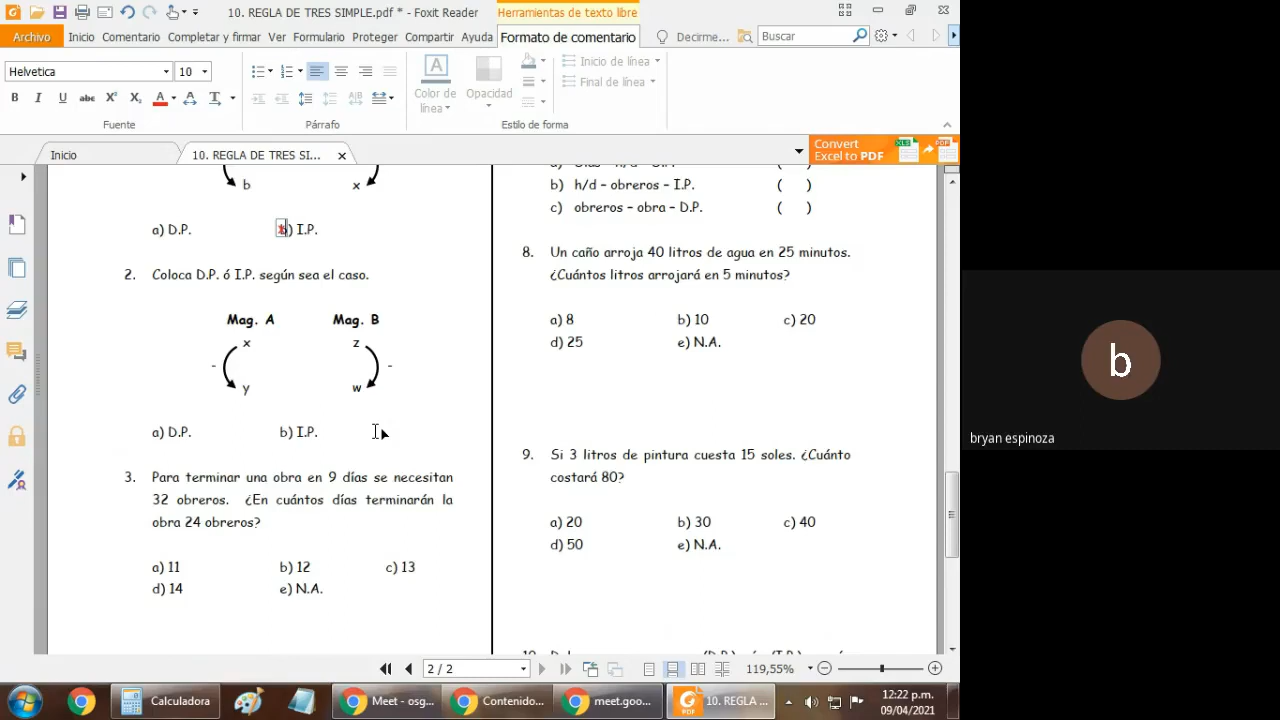 10. REGLA DE TRES SIMPLE.pdf * - Foxit Reader
Herramientas de texto libre
Archivo
Inicio
Comentario
Completar y firmar
Ver
Formulario
Proteger
Compartir
Ayuda
Formato de comentario
Decirme...
Buscar
Helvetica
10
Color de línea
Opacidad
Inicio de línea
Final de línea
Fuente
Párrafo
Estilo de forma
Inicio
10. REGLA DE TRES SI...
Convert
Excel to PDF
b x
a) D.P. b) I.P.
2. Coloca D.P. ó I.P. según sea el caso.
Mag. A Mag. B
x z
- -
y w
a) D.P. b) I.P.
3. Para terminar una obra en 9 días se necesitan
32 obreros. ¿En cuántos días terminarán la
obra 24 obreros?
a) 11 b) 12 c) 13
d) 14 e) N.A.
b) h/d – obreros – I.P. ( )
c) obreros – obra – D.P. ( )
8. Un caño arroja 40 litros de agua en 25 minutos.
¿Cuántos litros arrojará en 5 minutos?
a) 8 b) 10 c) 20
d) 25 e) N.A.
9. Si 3 litros de pintura cuesta 15 soles. ¿Cuánto
costará 80?
a) 20 b) 30 c) 40
d) 50 e) N.A.
b
bryan espinoza
2 / 2
119,55%
Calculadora
Meet - osg...
Contenido...
meet.goo...
10. REGLA ...
12:22 p.m.
09/04/2021